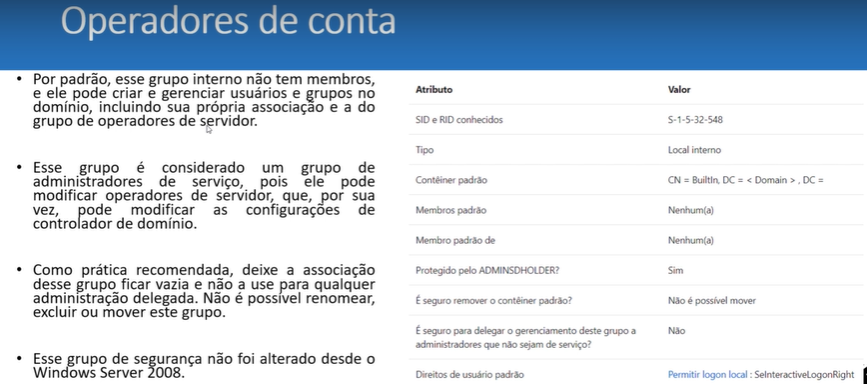 Operadores de conta
• Por padrão, esse grupo interno não tem membros,
e ele pode criar e gerenciar usuários e grupos no
domínio, incluindo sua própria associação e a do
grupo de operadores de servidor.
• Esse grupo é considerado um grupo de
administradores de serviço, pois ele pode
modificar operadores de servidor, que, por sua
vez, pode modificar as configurações de
controlador de domínio.
• Como prática recomendada, deixe a associação
desse grupo ficar vazia e não a use para qualquer
administração delegada. Não é possível renomear,
excluir ou mover este grupo.
• Esse grupo de segurança não foi alterado desde o
Windows Server 2008.
Atributo Valor
SID e RID conhecidos S-1-5-32-548
Tipo Local interno
Contêiner padrão CN = BuiltIn, DC = < Domain > , DC =
Membros padrão Nenhum(a)
Membro padrão de Nenhum(a)
Protegido pelo ADMINSDHOLDER? Sim
É seguro remover o contêiner padrão? Não é possível mover
É seguro para delegar o gerenciamento deste grupo a Não
administradores que não sejam de serviço?
Direitos de usuário padrão Permitir logon local : SeInteractiveLogonRight